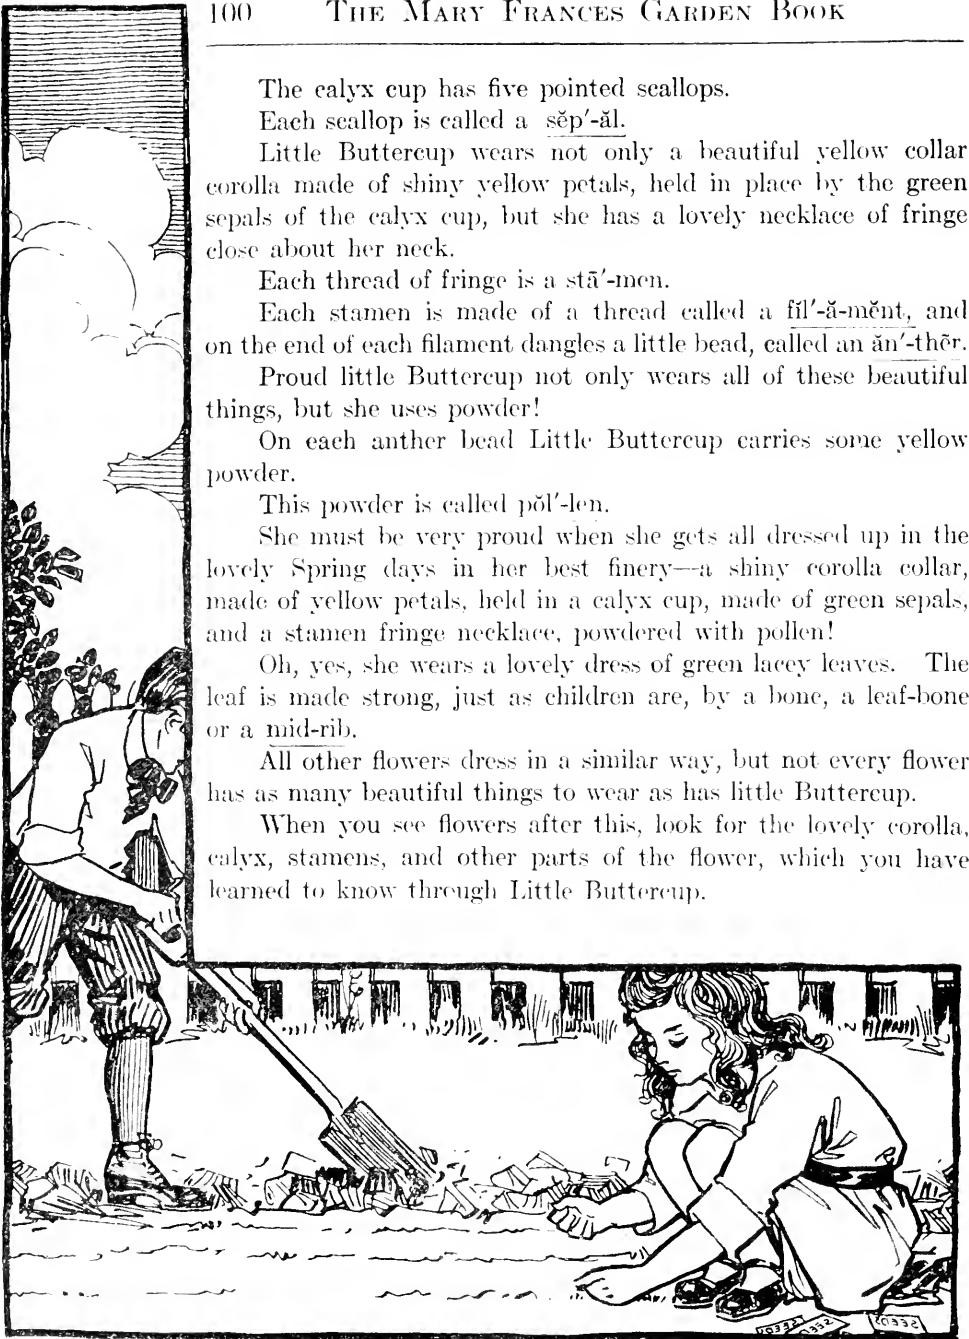 100 THE MARY FRANCES GARDEN BOOK
The calyx cup has five pointed scallops.
Each scallop is called a sĕp′-ăl.
Little Buttercup wears not only a beautiful yellow collar
corolla made of shiny yellow petals, held in place by the green
sepals of the calyx cup, but she has a lovely necklace of fringe
close about her neck.
Each thread of fringe is a stā′-men.
Each stamen is made of a thread called a fĭl′-ă-mĕnt, and
on the end of each filament dangles a little bead, called an ăn′-thẽr.
Proud little Buttercup not only wears all of these beautiful
things, but she uses powder!
On each anther bead Little Buttercup carries some yellow
powder.
This powder is called pŏl′-len.
She must be very proud when she gets all dressed up in the
lovely Spring days in her best finery—a shiny corolla collar,
made of yellow petals, held in a calyx cup, made of green sepals,
and a stamen fringe necklace, powdered with pollen!
Oh, yes, she wears a lovely dress of green lacey leaves. The
leaf is made strong, just as children are, by a bone, a leaf-bone
or a mid-rib.
All other flowers dress in a similar way, but not every flower
has as many beautiful things to wear as has little Buttercup.
When you see flowers after this, look for the lovely corolla,
calyx, stamens, and other parts of the flower, which you have
learned to know through Little Buttercup.
SEEDS
SEEDS
SEEDS